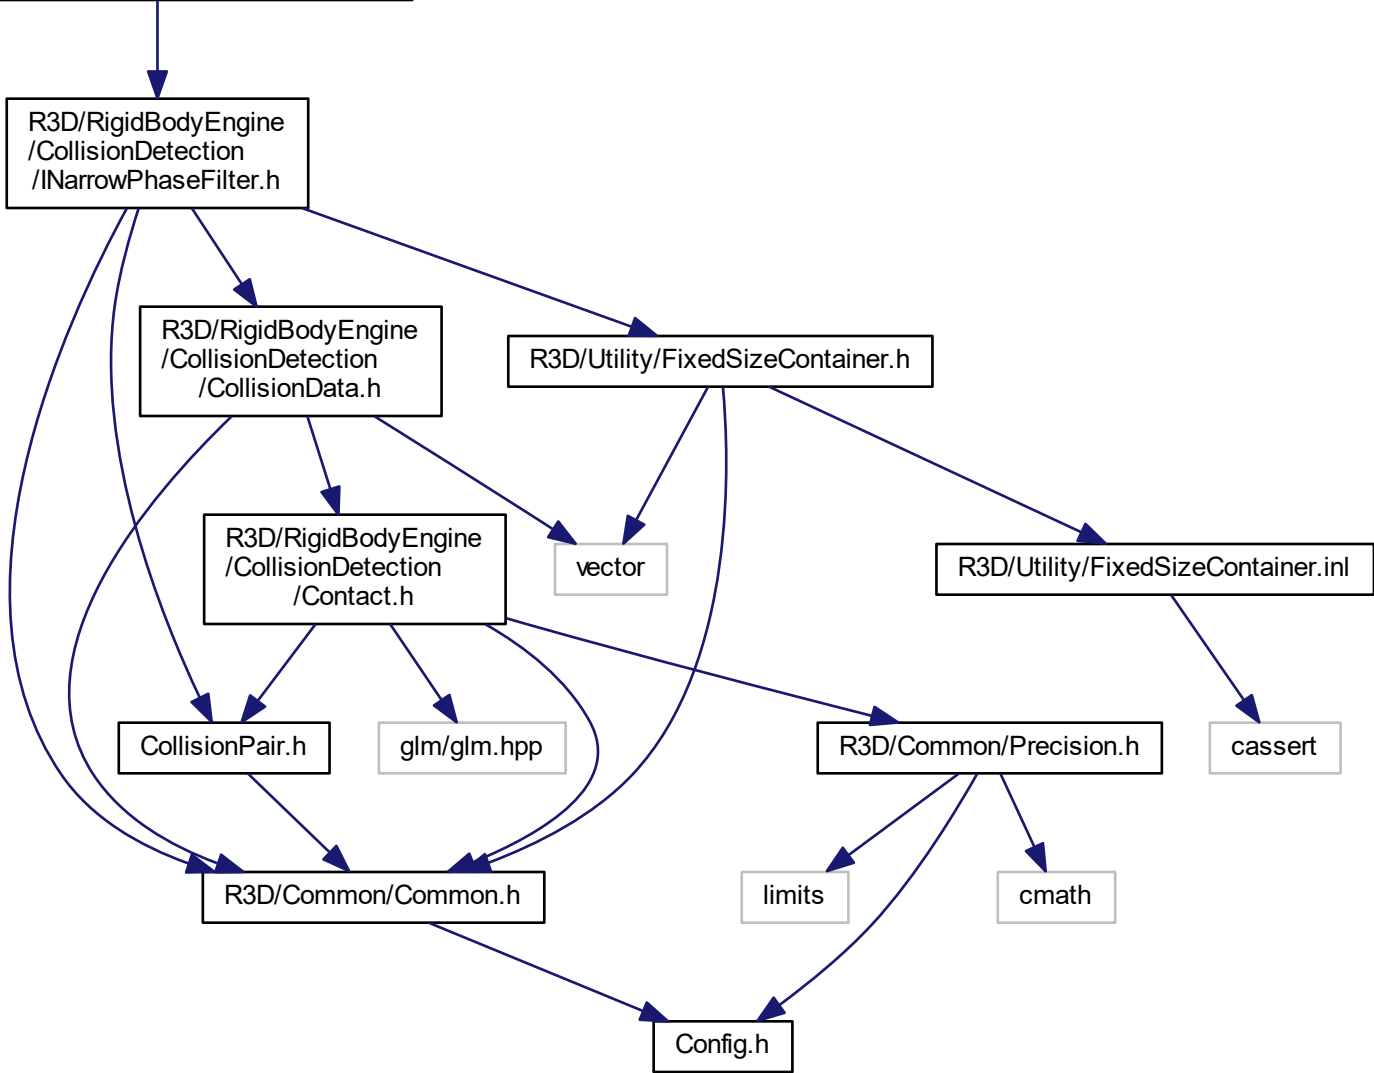 R3D/RigidBodyEngine
/CollisionDetection
/INarrowPhaseFilter.h
R3D/RigidBodyEngine
/CollisionDetection
/CollisionData.h
R3D/Utility/FixedSizeContainer.h
R3D/RigidBodyEngine
/CollisionDetection
/Contact.h
vector
R3D/Utility/FixedSizeContainer.inl
CollisionPair.h
glm/glm.hpp
R3D/Common/Precision.h
cassert
R3D/Common/Common.h
limits
cmath
Config.h